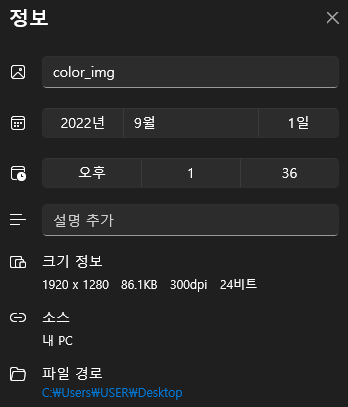 정보
color_img
2022년 9월 1일
오후 1 36
설명 추가
크기 정보
1920 x 1280 86.1KB 300dpi 24비트
소스
내 PC
파일 경로
C:₩Users₩USER₩Desktop